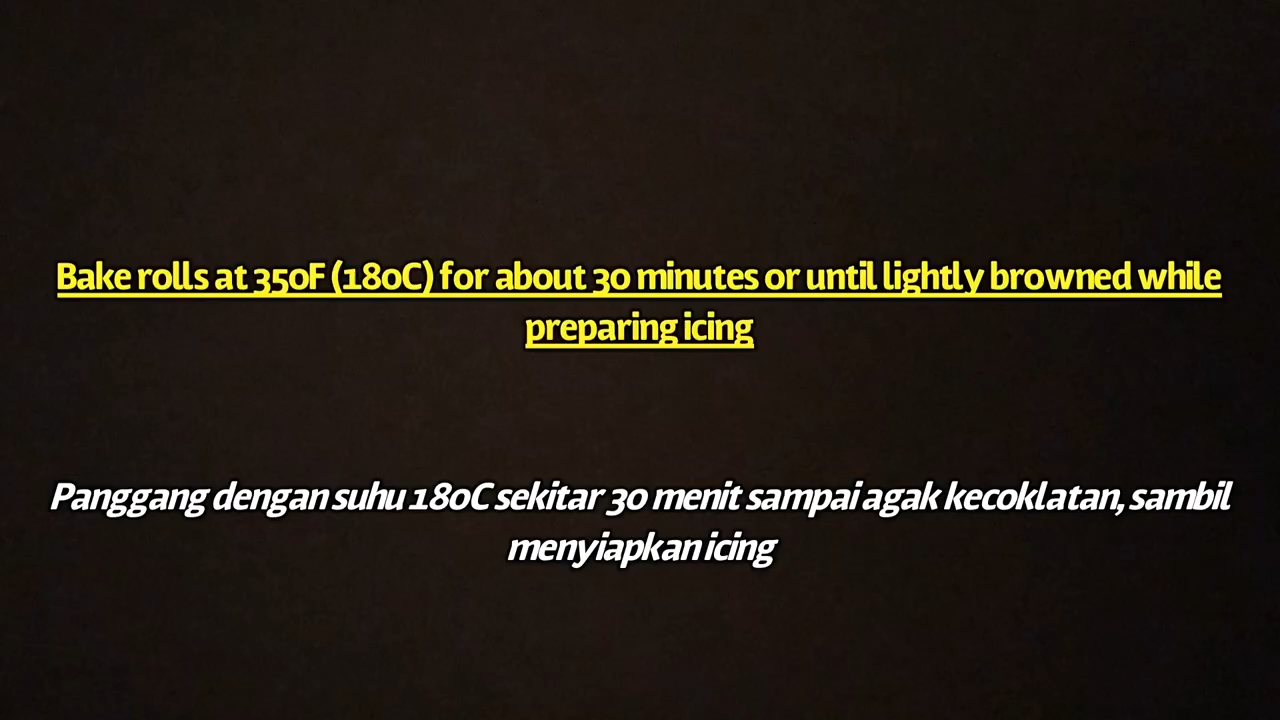 Bake rolls at 350F (180C) for about 30 minutes or until lightly browned while
preparing icing
Panggang dengan suhu 180C sekitar 30 menit sampai agak kecoklatan, sambil
menyiapkan icing